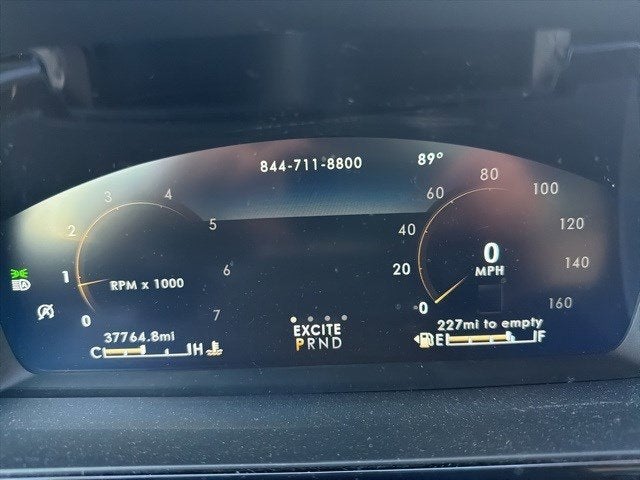 844-711-8800 89°
0 1 2 3 4 5 6 7
RPM x 1000
0 20 40 60 80 100 120 140 160
0
MPH
37764.8mi
C H
EXCITE
PRND
227mi to empty
E F